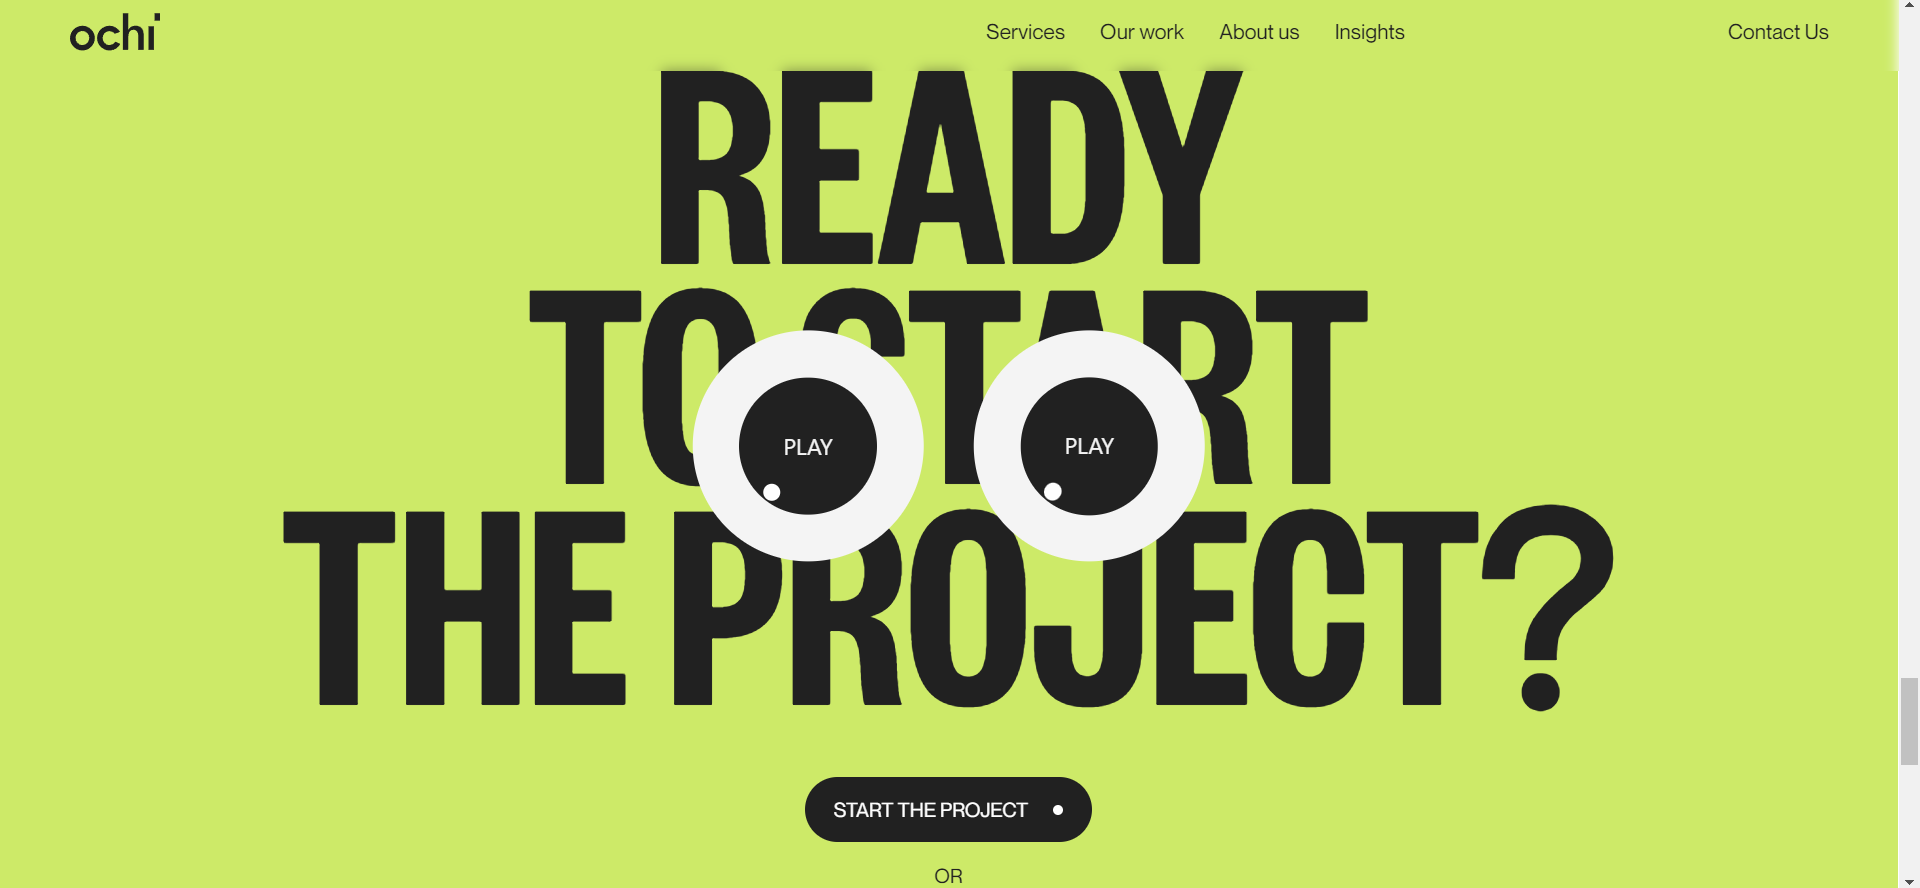 ochi
Services
Our work
About us
Insights
Contact Us
READY
TO START
THE PROJECT?
PLAY
PLAY
START THE PROJECT
OR